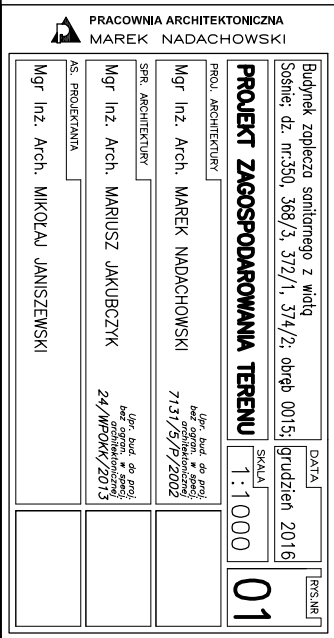 PRACOWNIA ARCHITEKTONICZNA
MAREK NADACHOWSKI
Budynek zaplecza sanitarnego z wiatą
Sośnie; dz. nr:350, 368/3, 372/1, 374/2; obręb 0015;
DATA
grudzień 2016
RYS.NR
01
PROJEKT ZAGOSPODAROWANIA TERENU
SKALA
1:1000
PROJ. ARCHITEKTURY
Mgr Inż. Arch. MAREK NADACHOWSKI
Upr. bud. do proj.
bez ogran. w specj.
architektonicznej
7131/5/P/2002
SPR. ARCHITEKTURY
Mgr Inż. Arch. MARIUSZ JAKUBCZYK
Upr. bud. do proj.
bez ogran. w specj.
architektonicznej
24/WPOKK/2013
AS. PROJEKTANTA
Mgr Inż. Arch. MIKOŁAJ JANISZEWSKI